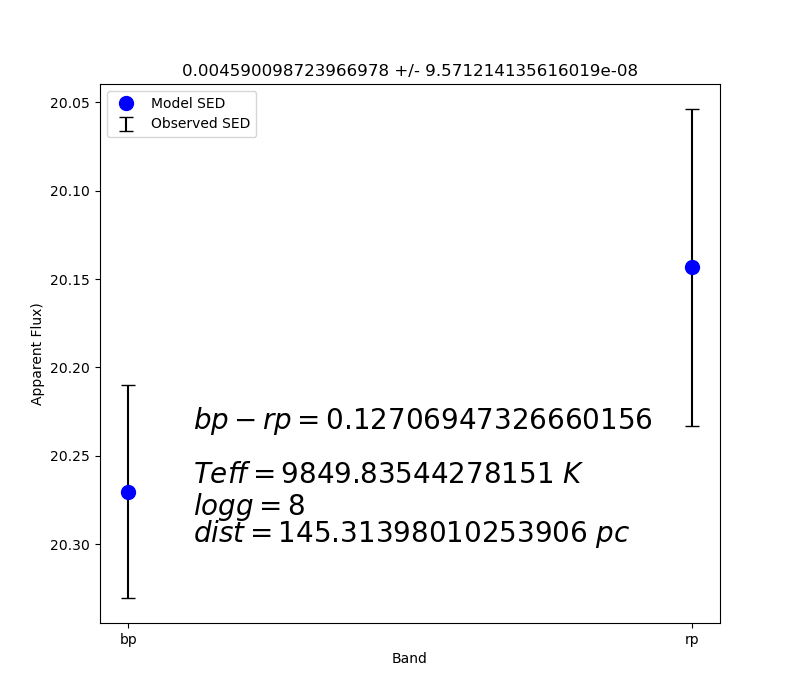 0.004590098723966978 +/- 9.571214135616019e-08
Model SED
Observed SED
20.05
20.10
20.15
20.20
20.25
20.30
Apparent Flux)
bp − rp = 0.12706947326660156
Teff = 9849.83544278151 K
logg = 8
dist = 145.31398010253906 pc
bp
rp
Band